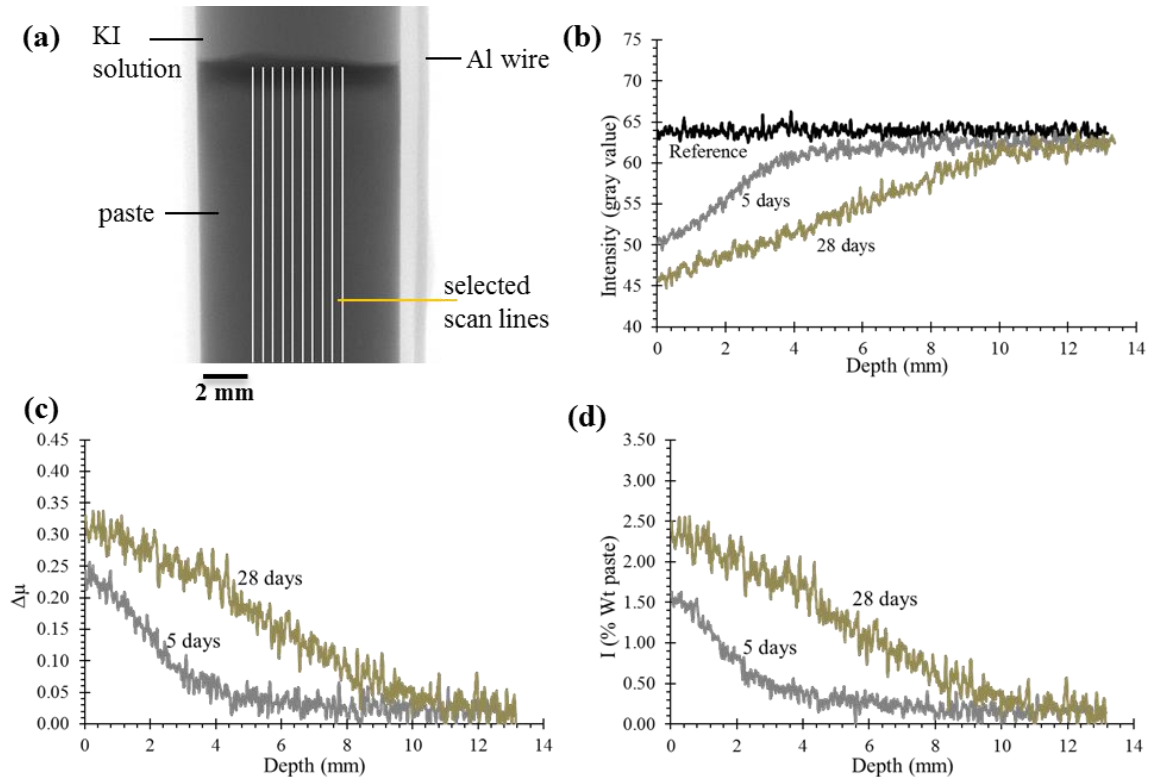 (a)
KI
solution
Al wire
paste
selected
scan lines
2 mm
(b)
75
70
65
60
55
50
45
40
Intensity (gray value)
Reference
5 days
28 days
0 2 4 6 8 10 12 14
Depth (mm)
(c)
0.45
0.40
0.35
0.30
0.25
0.20
0.15
0.10
0.05
0.00
Δμ
28 days
5 days
0 2 4 6 8 10 12 14
Depth (mm)
(d)
3.50
3.00
2.50
2.00
1.50
1.00
0.50
0.00
I (% Wt paste)
28 days
5 days
0 2 4 6 8 10 12 14
Depth (mm)